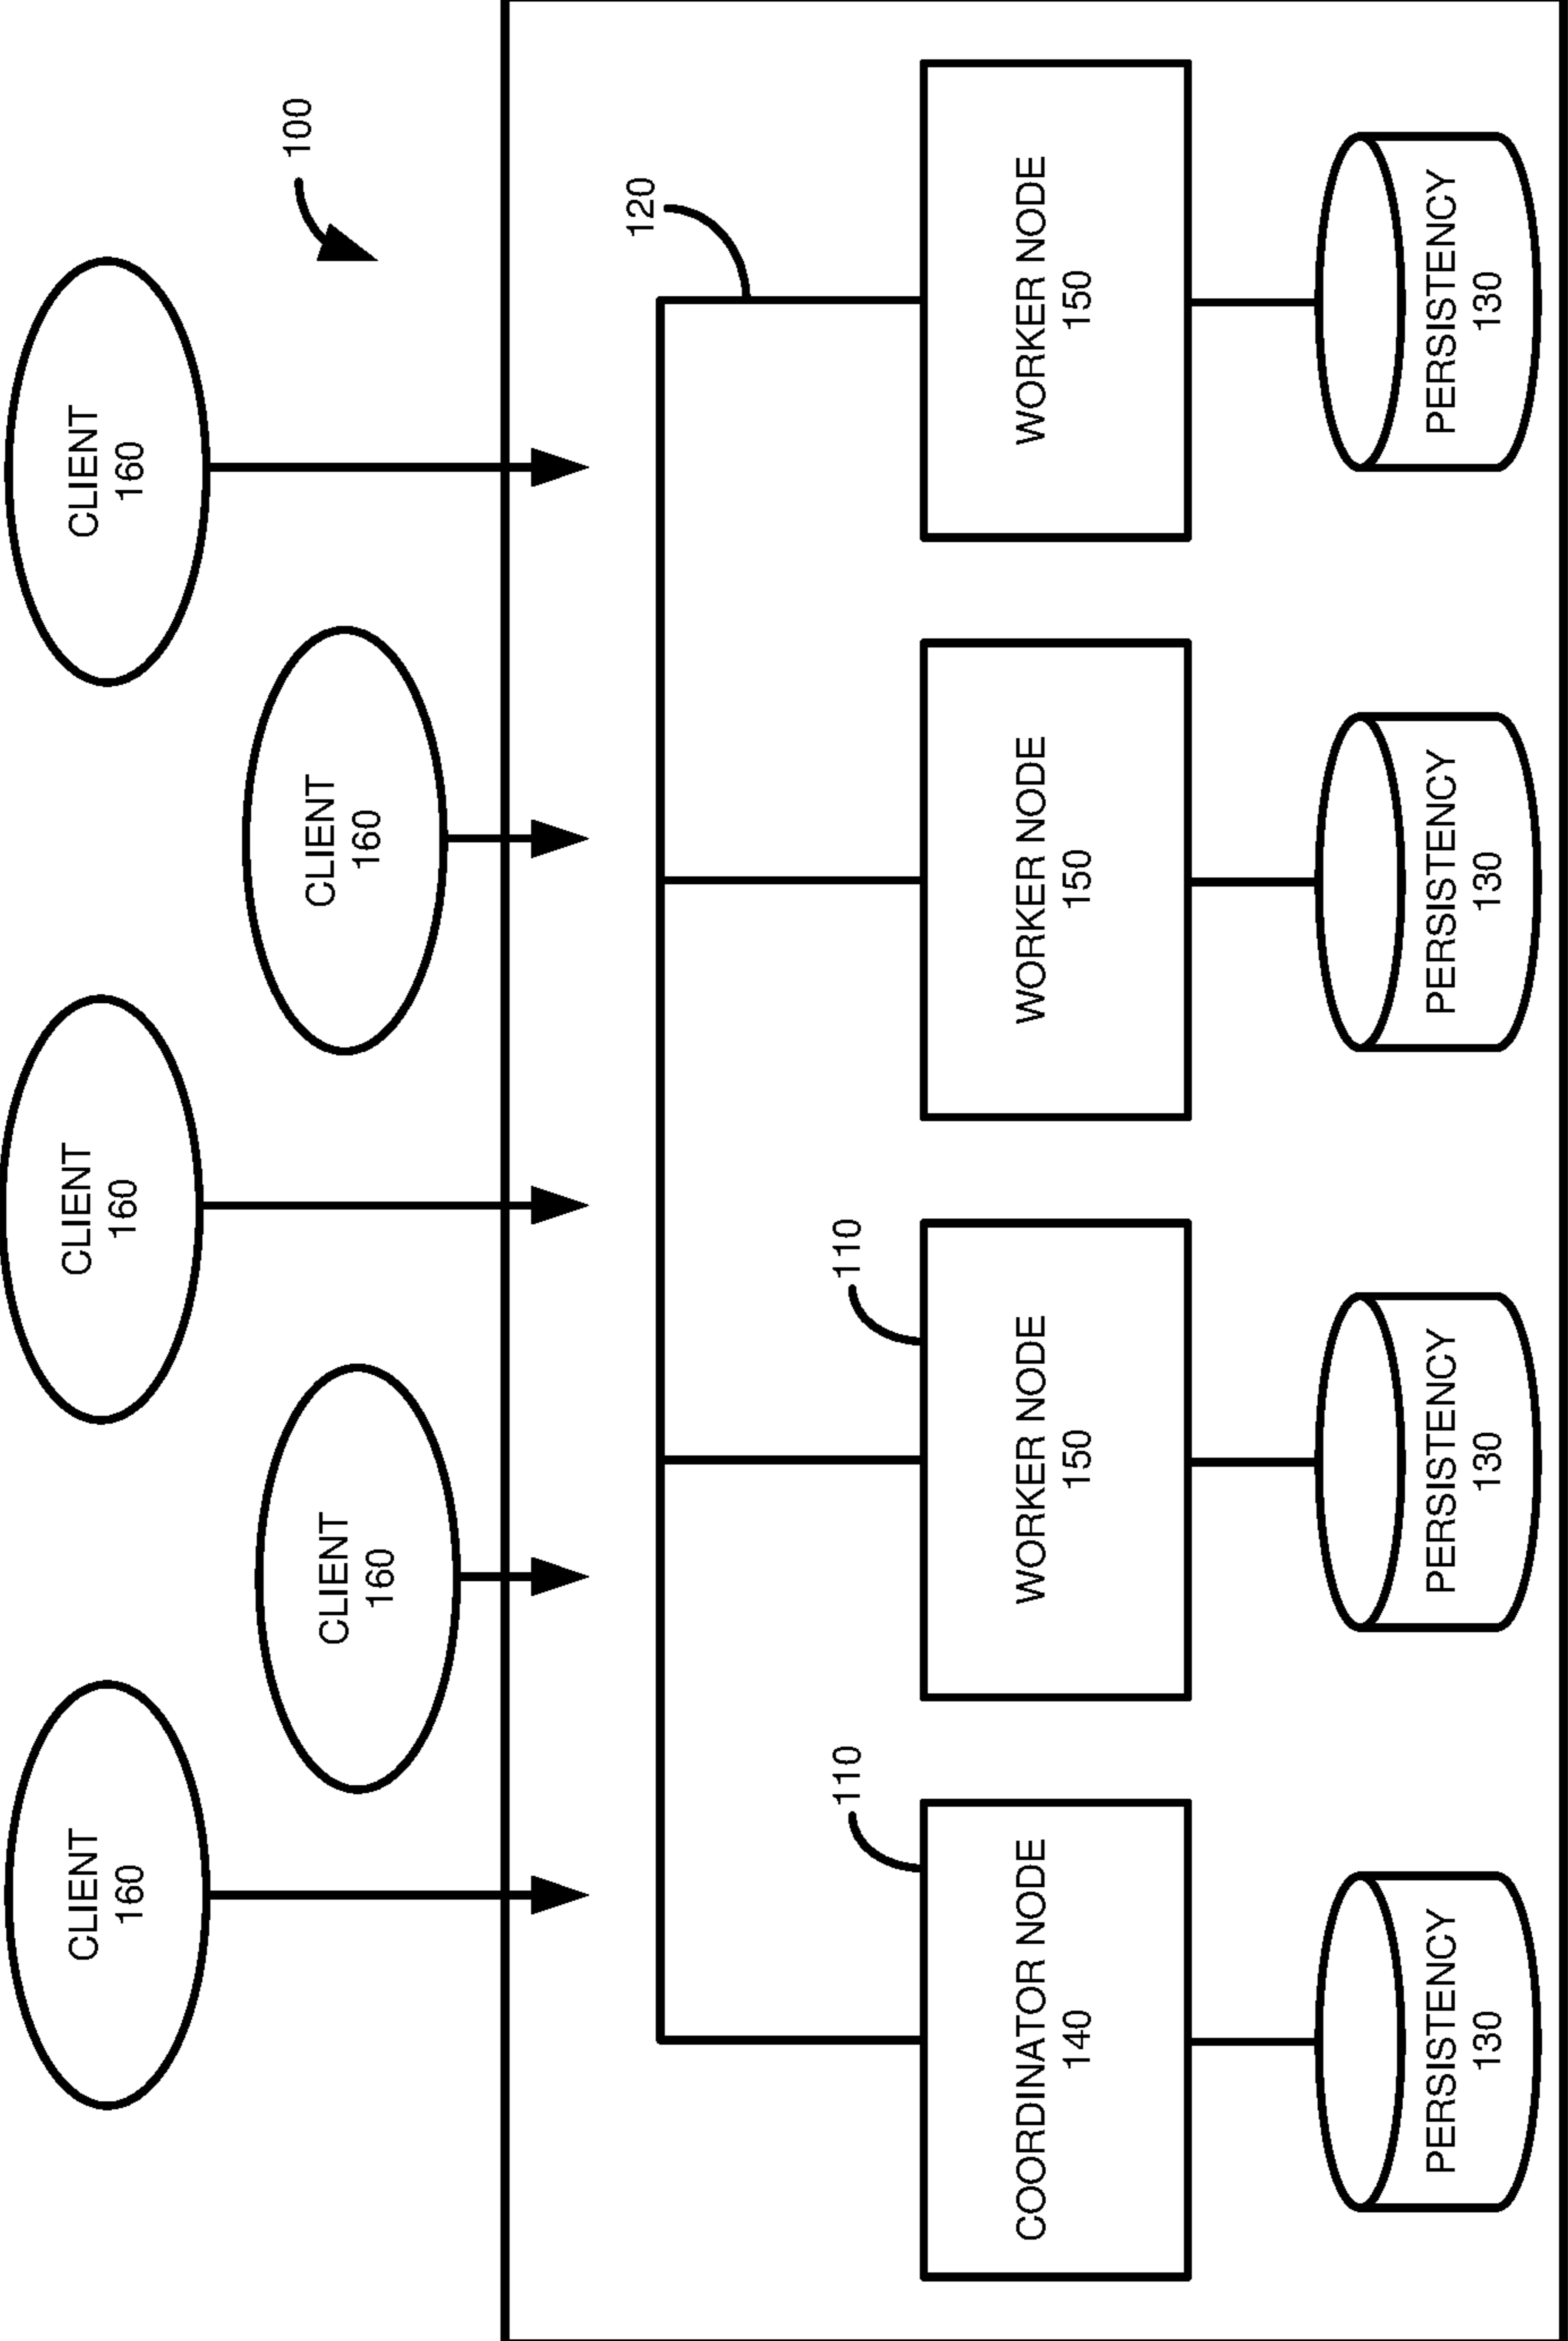 CLIENT
160
CLIENT
160
CLIENT
160
CLIENT
160
CLIENT
160
100
120
110
110
COORDINATOR NODE
140
WORKER NODE
150
WORKER NODE
150
WORKER NODE
150
PERSISTENCY
130
PERSISTENCY
130
PERSISTENCY
130
PERSISTENCY
130